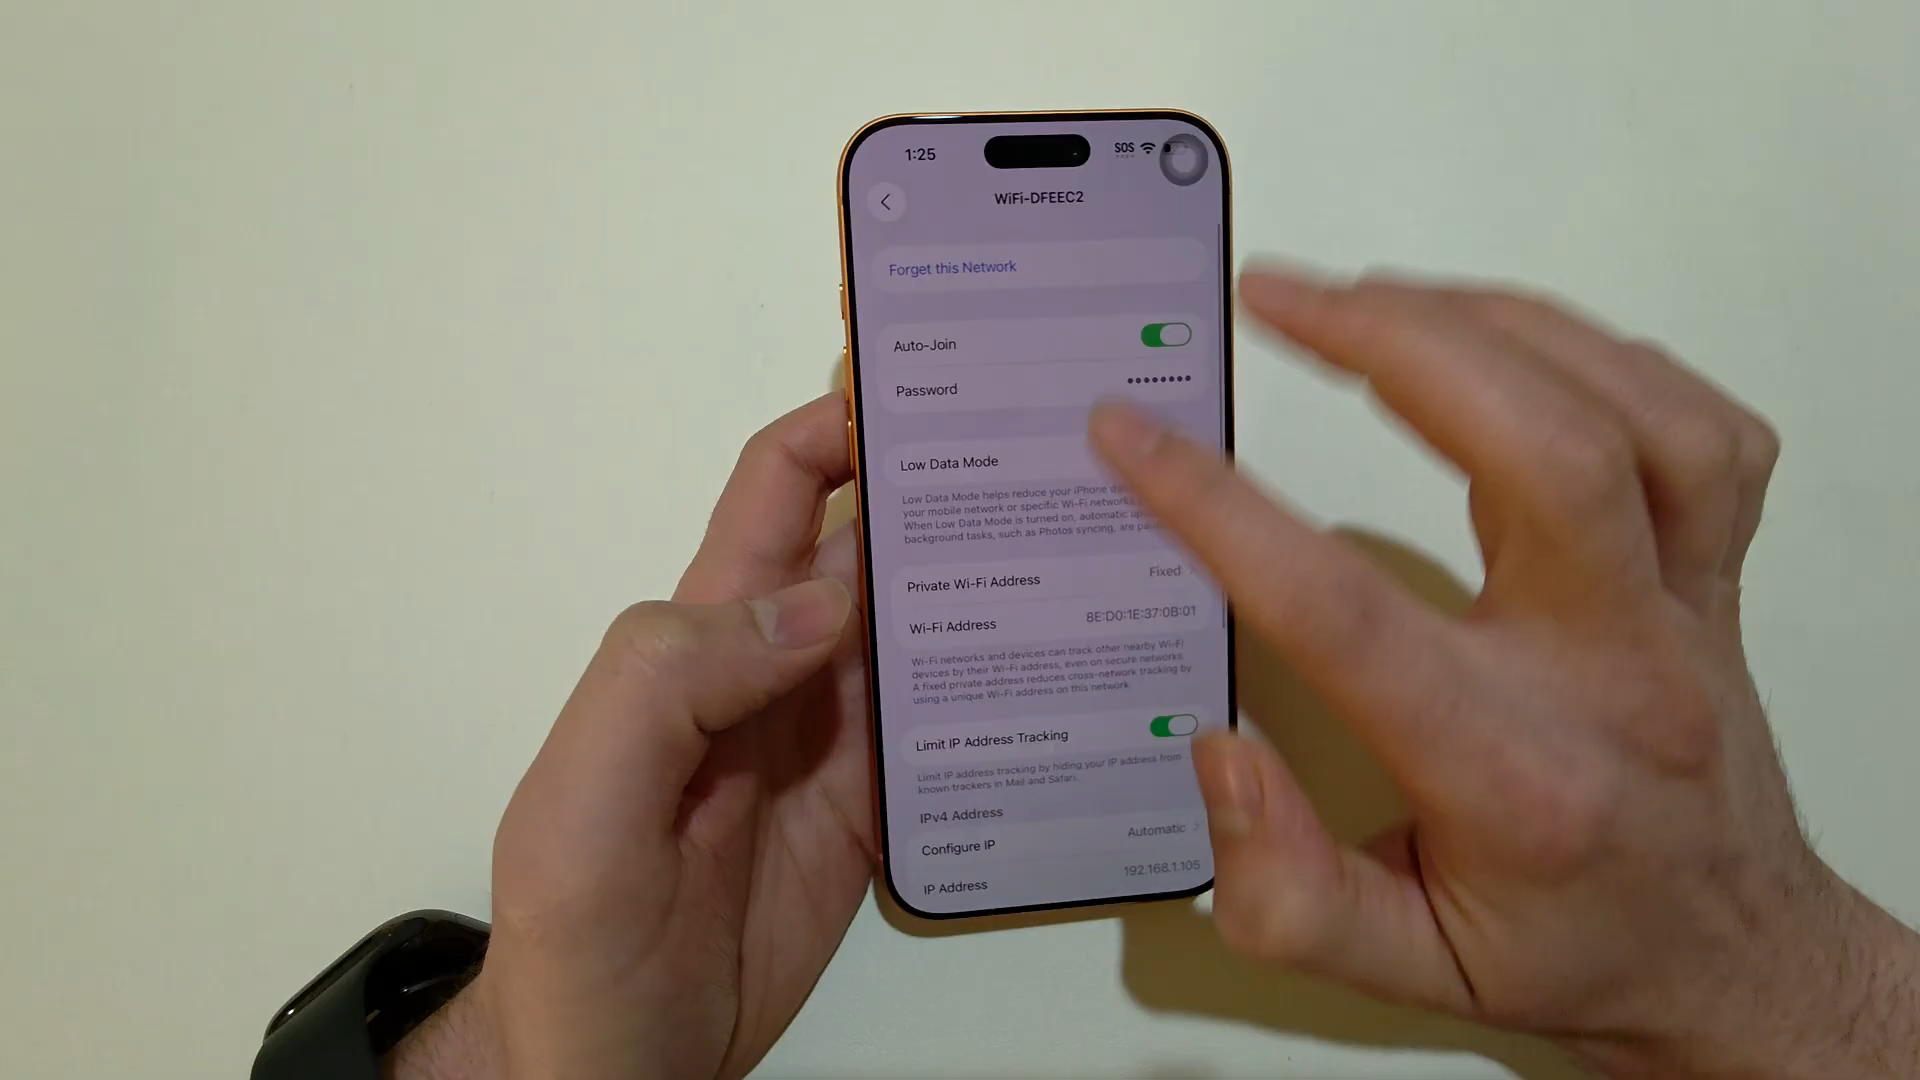 1:25
SOS
WiFi-DFEEC2
Forget this Network
Auto-Join
Password ••••••••
Low Data Mode
Low Data Mode helps reduce your iPhone
your mobile network or specific Wi-Fi networks
When Low Data Mode is turned on, automatic
background tasks, such as Photos syncing, are
Private Wi-Fi Address Fixed
Wi-Fi Address 8E:D0:1E:37:0B:01
Wi-Fi networks and devices can track other nearby Wi-Fi
devices by their Wi-Fi address, even on secure networks.
A fixed private address reduces cross-network tracking by
using a unique Wi-Fi address on this network.
Limit IP Address Tracking
Limit IP address tracking by hiding your IP address from
known trackers in Mail and Safari.
IPv4 Address
Configure IP Automatic
IP Address 192.168.1.105